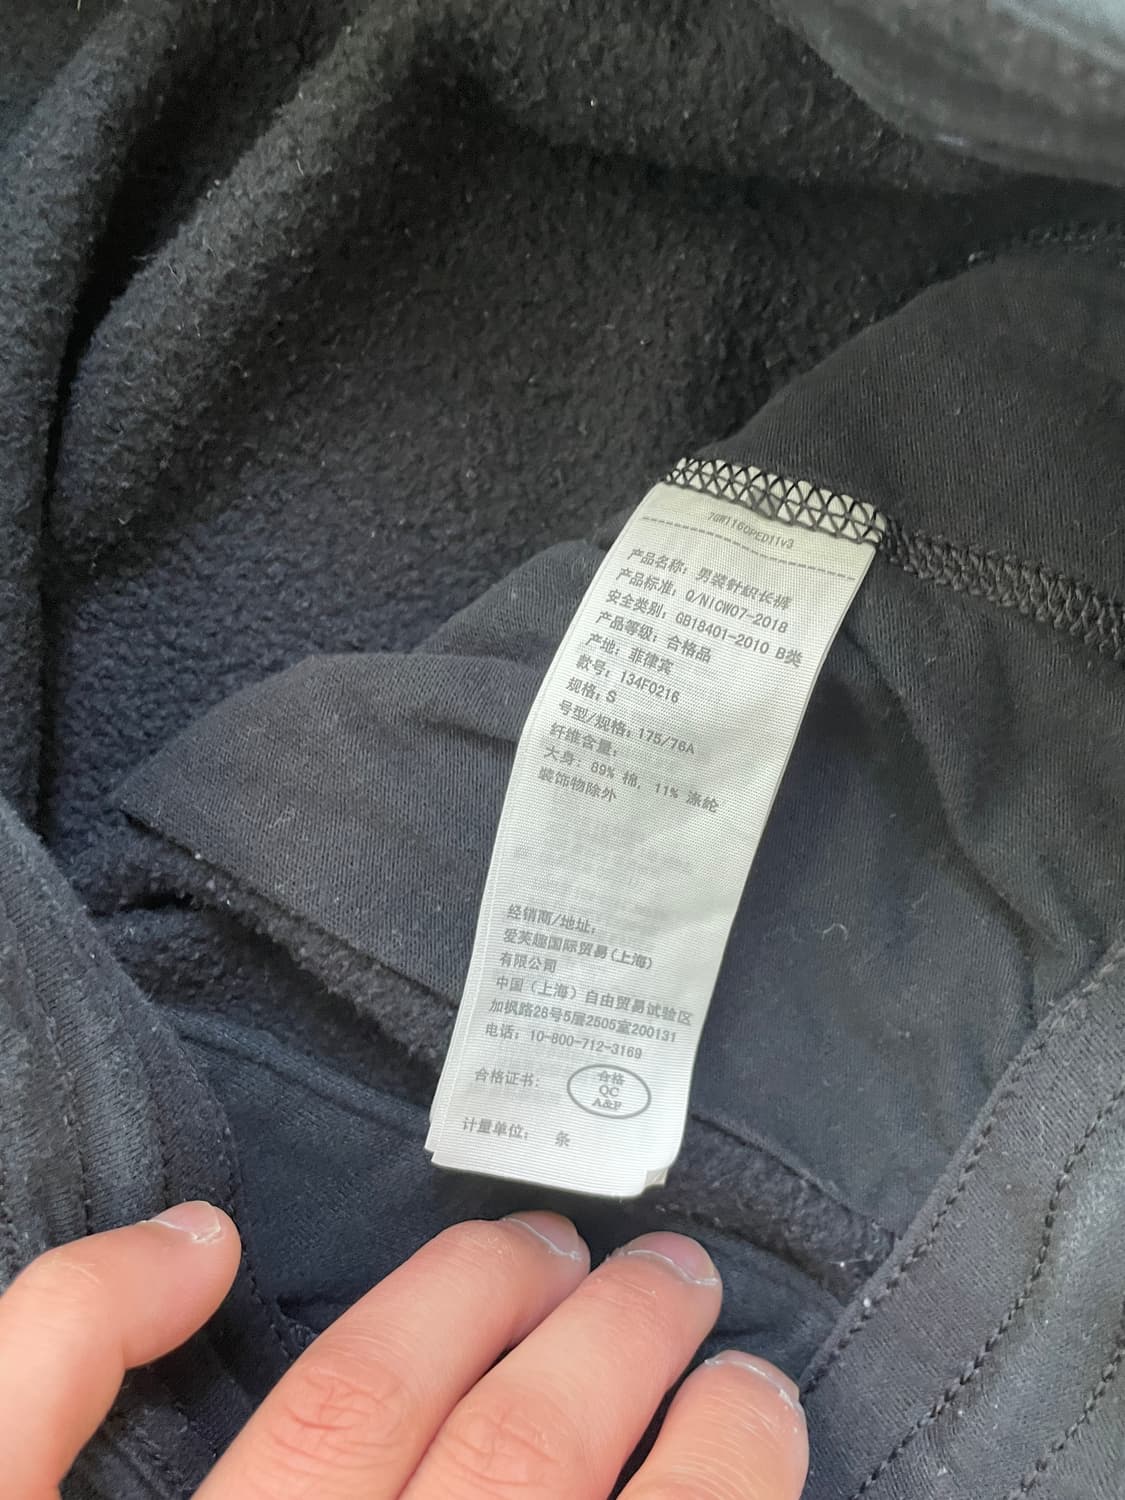 7GM1160PED11v3
产品名称: 男装針織长裤
产品标准: Q/NICW07-2018
安全类别: GB18401-2010 B类
产品等级: 合格品
产地: 菲律宾
款号: 134F0216
规格: S
号型/规格: 175/76A
纤维含量:
大身: 89% 棉, 11% 涤纶
装饰物除外
经销商/地址:
爱芙趣国际贸易(上海)
有限公司
中国（上海）自由贸易试验区
加枫路26号5层2505室200131
电话: 10-800-712-3169
合格证书:
合格
QC
A&F
计量单位: 条